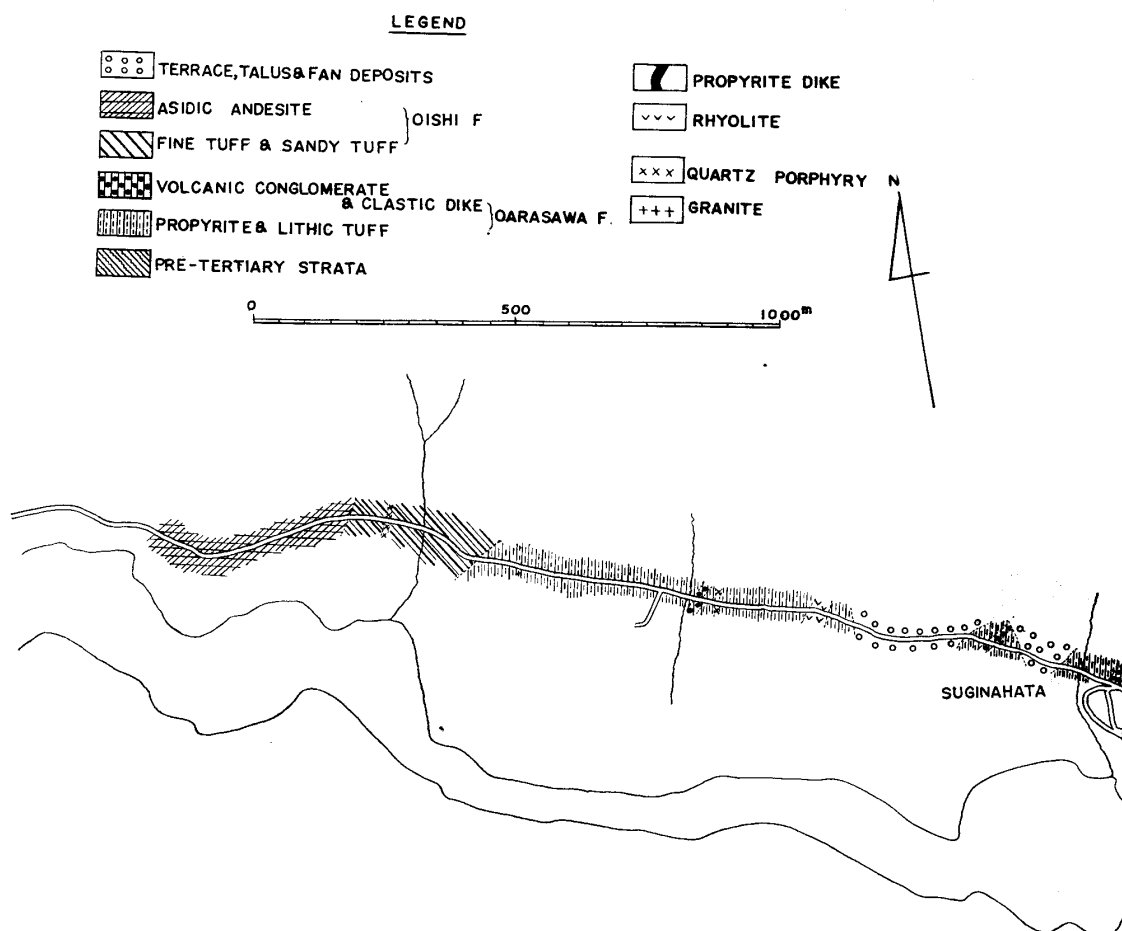 LEGEND
TERRACE, TALUS & FAN DEPOSITS
ASIDIC ANDESITE
OISHI F
FINE TUFF & SANDY TUFF
VOLCANIC CONGLOMERATE
& CLASTIC DIKE
OARASAWA F.
PROPYRITE & LITHIC TUFF
PRE-TERTIARY STRATA
PROPYRITE DIKE
RHYOLITE
QUARTZ PORPHYRY
GRANITE
N
0 500 1000m
SUGINAHATA